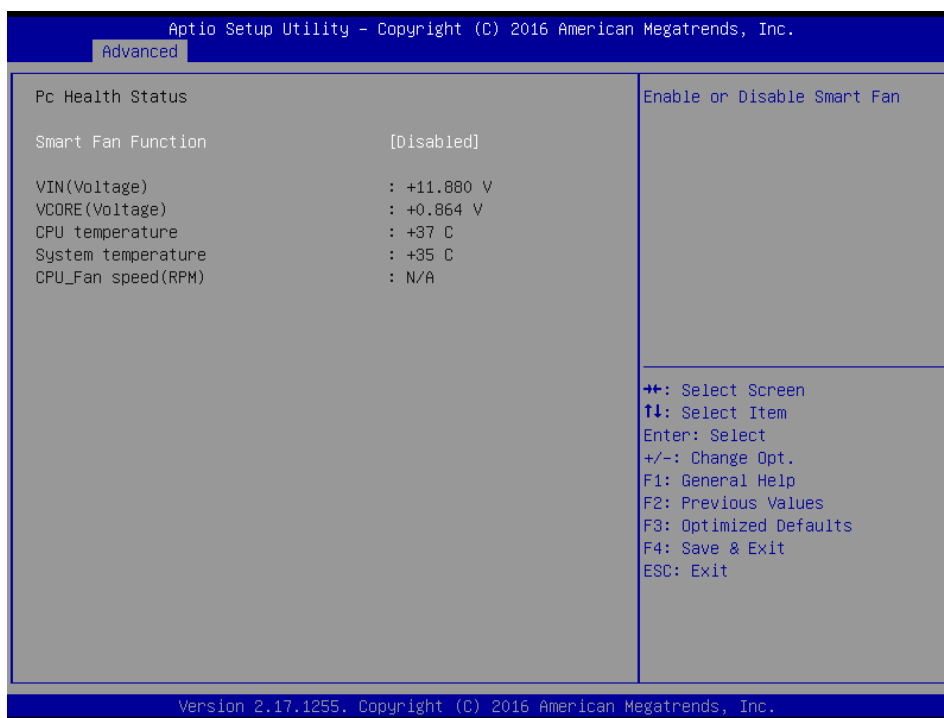 Aptio Setup Utility – Copyright (C) 2016 American Megatrends, Inc.
Advanced
Pc Health Status
Smart Fan Function [Disabled]
VIN(Voltage) : +11.880 V
VCORE(Voltage) : +0.864 V
CPU temperature : +37 C
System temperature : +35 C
CPU_Fan speed(RPM) : N/A
Enable or Disable Smart Fan
→←: Select Screen
↑↓: Select Item
Enter: Select
+/-: Change Opt.
F1: General Help
F2: Previous Values
F3: Optimized Defaults
F4: Save & Exit
ESC: Exit
Version 2.17.1255. Copyright (C) 2016 American Megatrends, Inc.